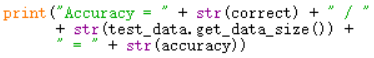 print("Accuracy = " + str(correct) + " / "
+ str(test_data.get_data_size()) +
" = " + str(accuracy))